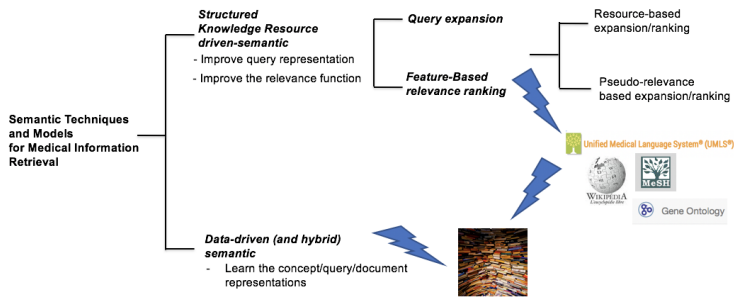 Semantic Techniques
and Models
for Medical Information
Retrieval
Structured
Knowledge Resource
driven-semantic
- Improve query representation
- Improve the relevance function
Query expansion
Feature-Based
relevance ranking
Resource-based
expansion/ranking
Pseudo-relevance
based expansion/ranking
Unified Medical Language System® (UMLS®)
WIKIPEDIA
L'encyclopédie libre
MeSH
Gene Ontology
Data-driven (and hybrid)
semantic
- Learn the concept/query/document
representations